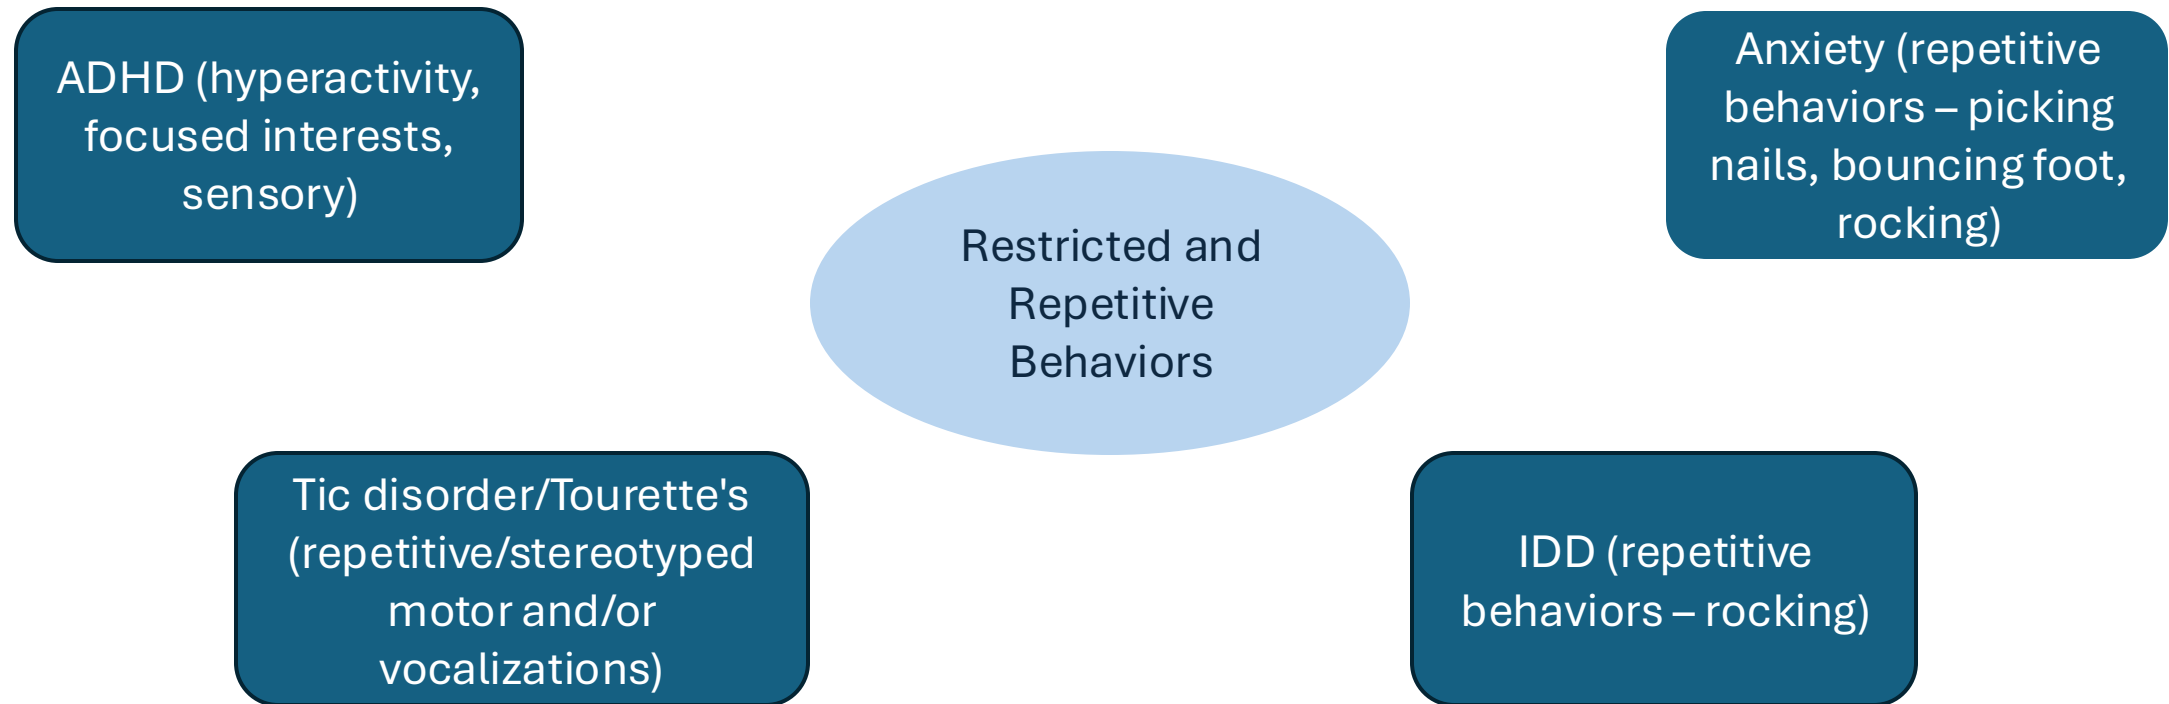 ADHD (hyperactivity,
focused interests,
sensory)
Anxiety (repetitive
behaviors – picking
nails, bouncing foot,
rocking)
Restricted and
Repetitive
Behaviors
Tic disorder/Tourette's
(repetitive/stereotyped
motor and/or
vocalizations)
IDD (repetitive
behaviors – rocking)